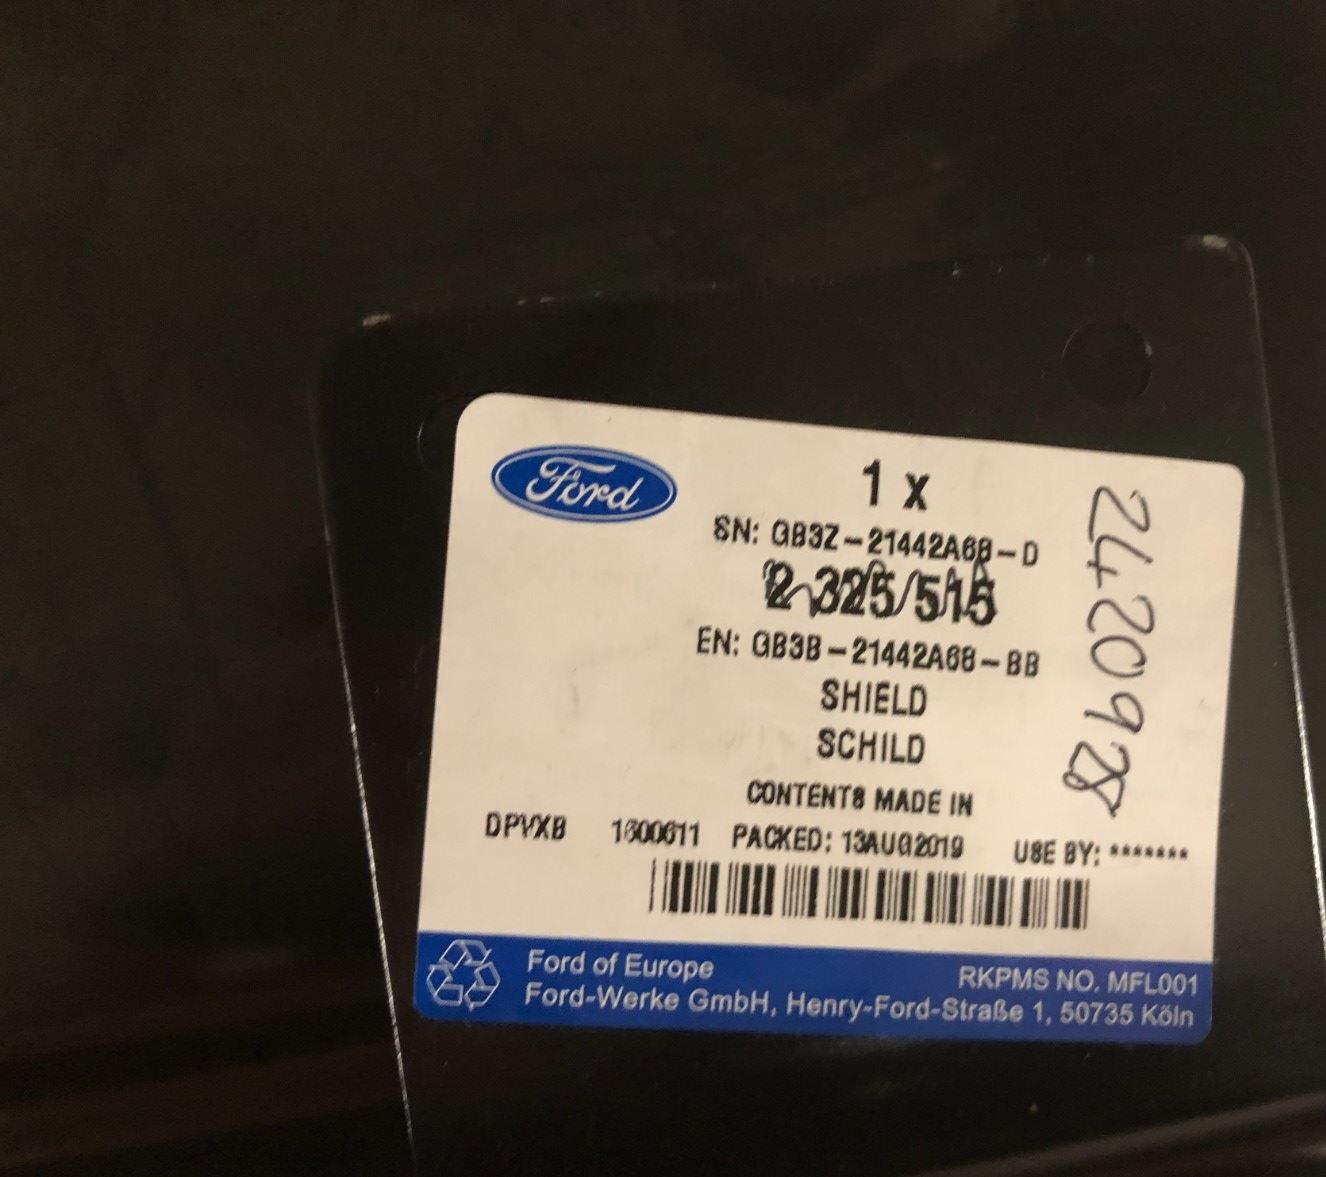 Ford
1 x
SN: GB3Z-21442A68-D
2 325/515
EN: GB3B-21442A68-BB
SHIELD
SCHILD
CONTENTS MADE IN
DPVXB 1600611 PACKED: 13AUG2019 USE BY: *******
Ford of Europe RKPMS NO. MFL001
Ford-Werke GmbH, Henry-Ford-Straße 1, 50735 Köln
2420928